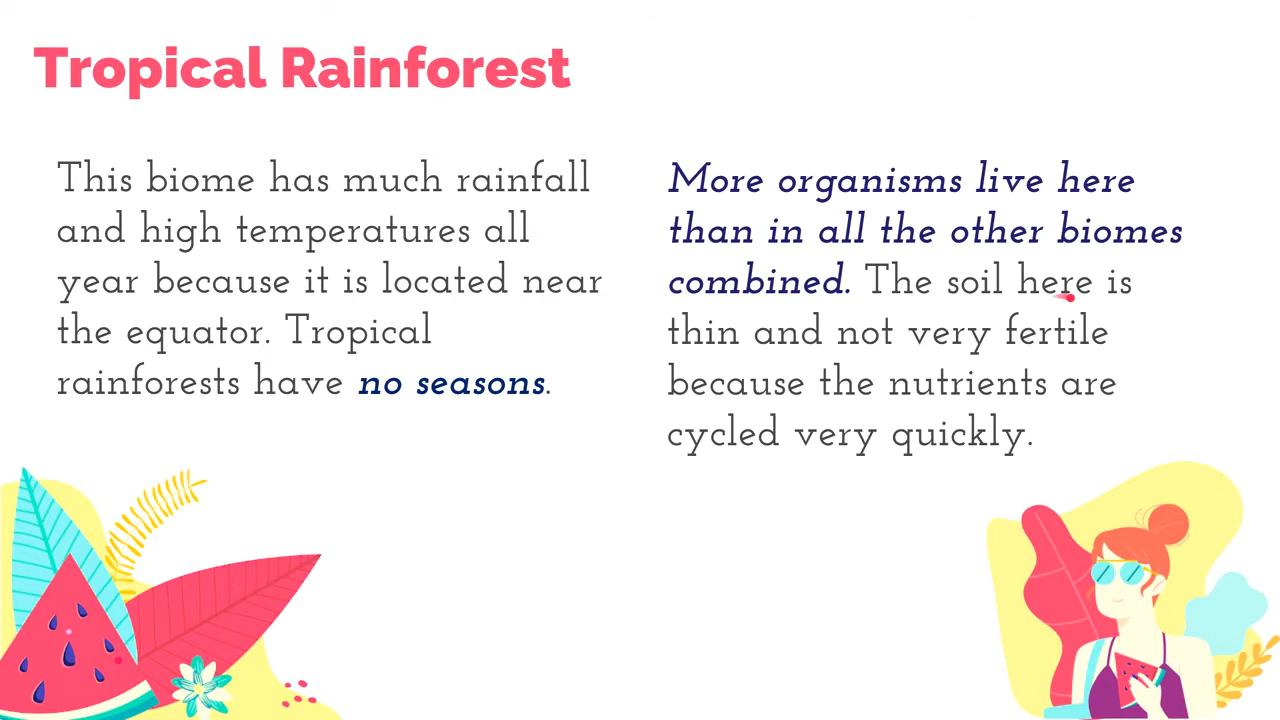 Tropical Rainforest
This biome has much rainfall
and high temperatures all
year because it is located near
the equator. Tropical
rainforests have no seasons.
More organisms live here
than in all the other biomes
combined. The soil here is
thin and not very fertile
because the nutrients are
cycled very quickly.